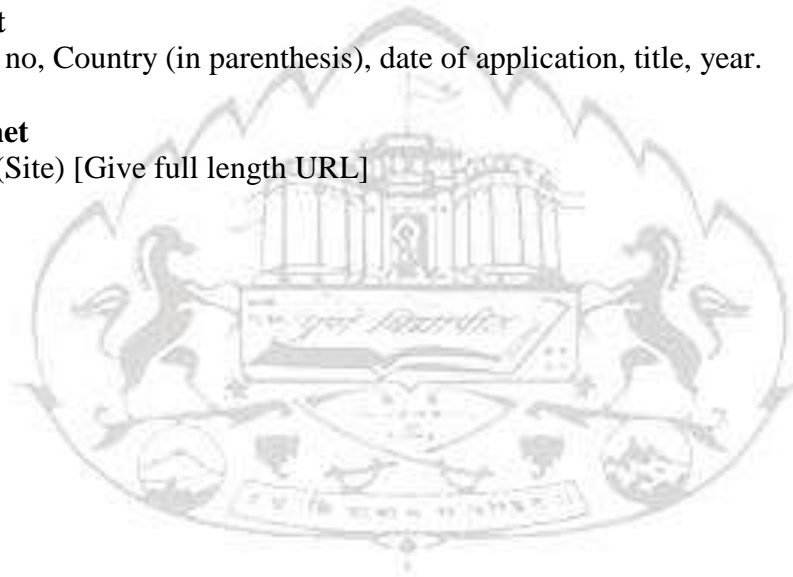 t
no, Country (in parenthesis), date of application, title, year.
net
(Site) [Give full length URL]